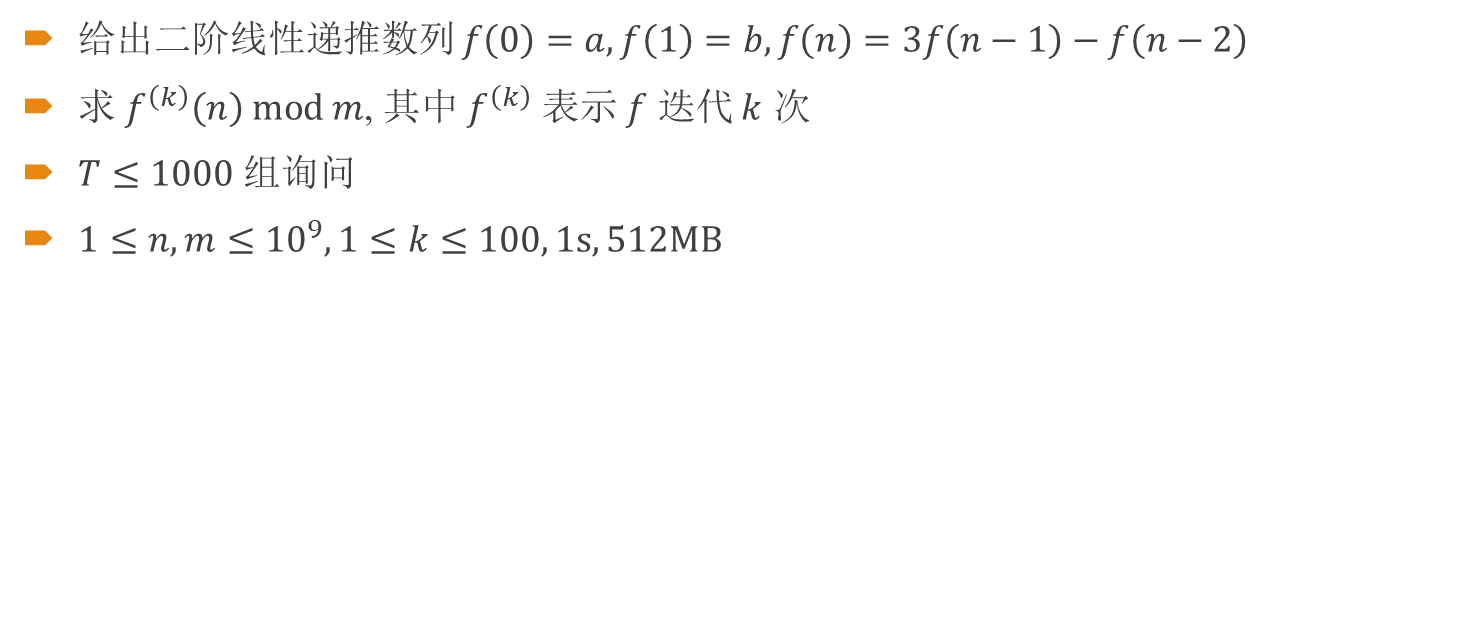 给出二阶线性递推数列 f(0) = a, f(1) = b, f(n) = 3f(n − 1) − f(n − 2)
求 f^(k)(n) mod m, 其中 f^(k) 表示 f 迭代 k 次
T ≤ 1000 组询问
1 ≤ n, m ≤ 10^9, 1 ≤ k ≤ 100, 1s, 512MB